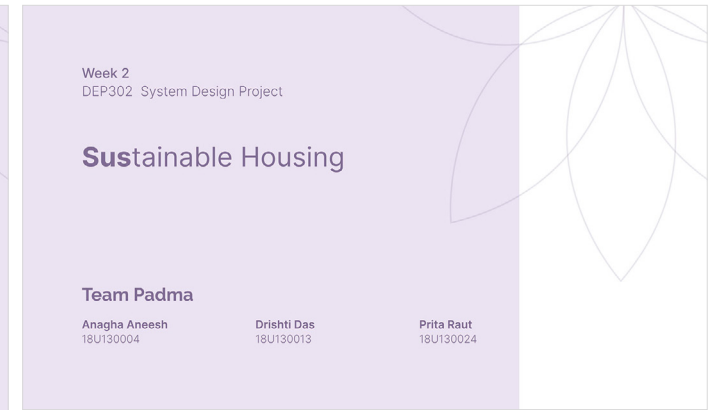 Week 2
DEP302 System Design Project
Sustainable Housing
Team Padma
Anagha Aneesh
18U130004
Drishti Das
18U130013
Prita Raut
18U130024